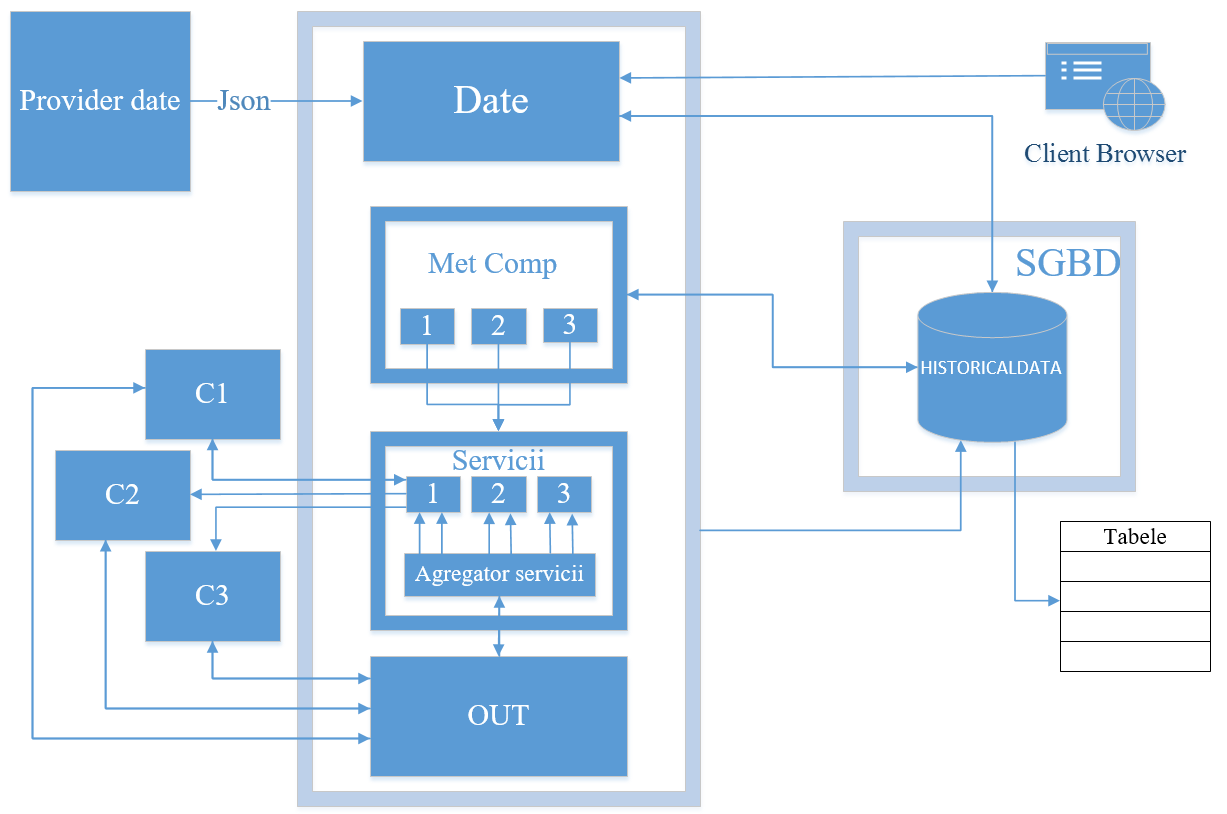 Provider date
Json
Date
Client Browser
Met Comp
1
2
3
SGBD
HISTORICALDATA
C1
C2
C3
Servicii
1
2
3
Agregator servicii
OUT
Tabele